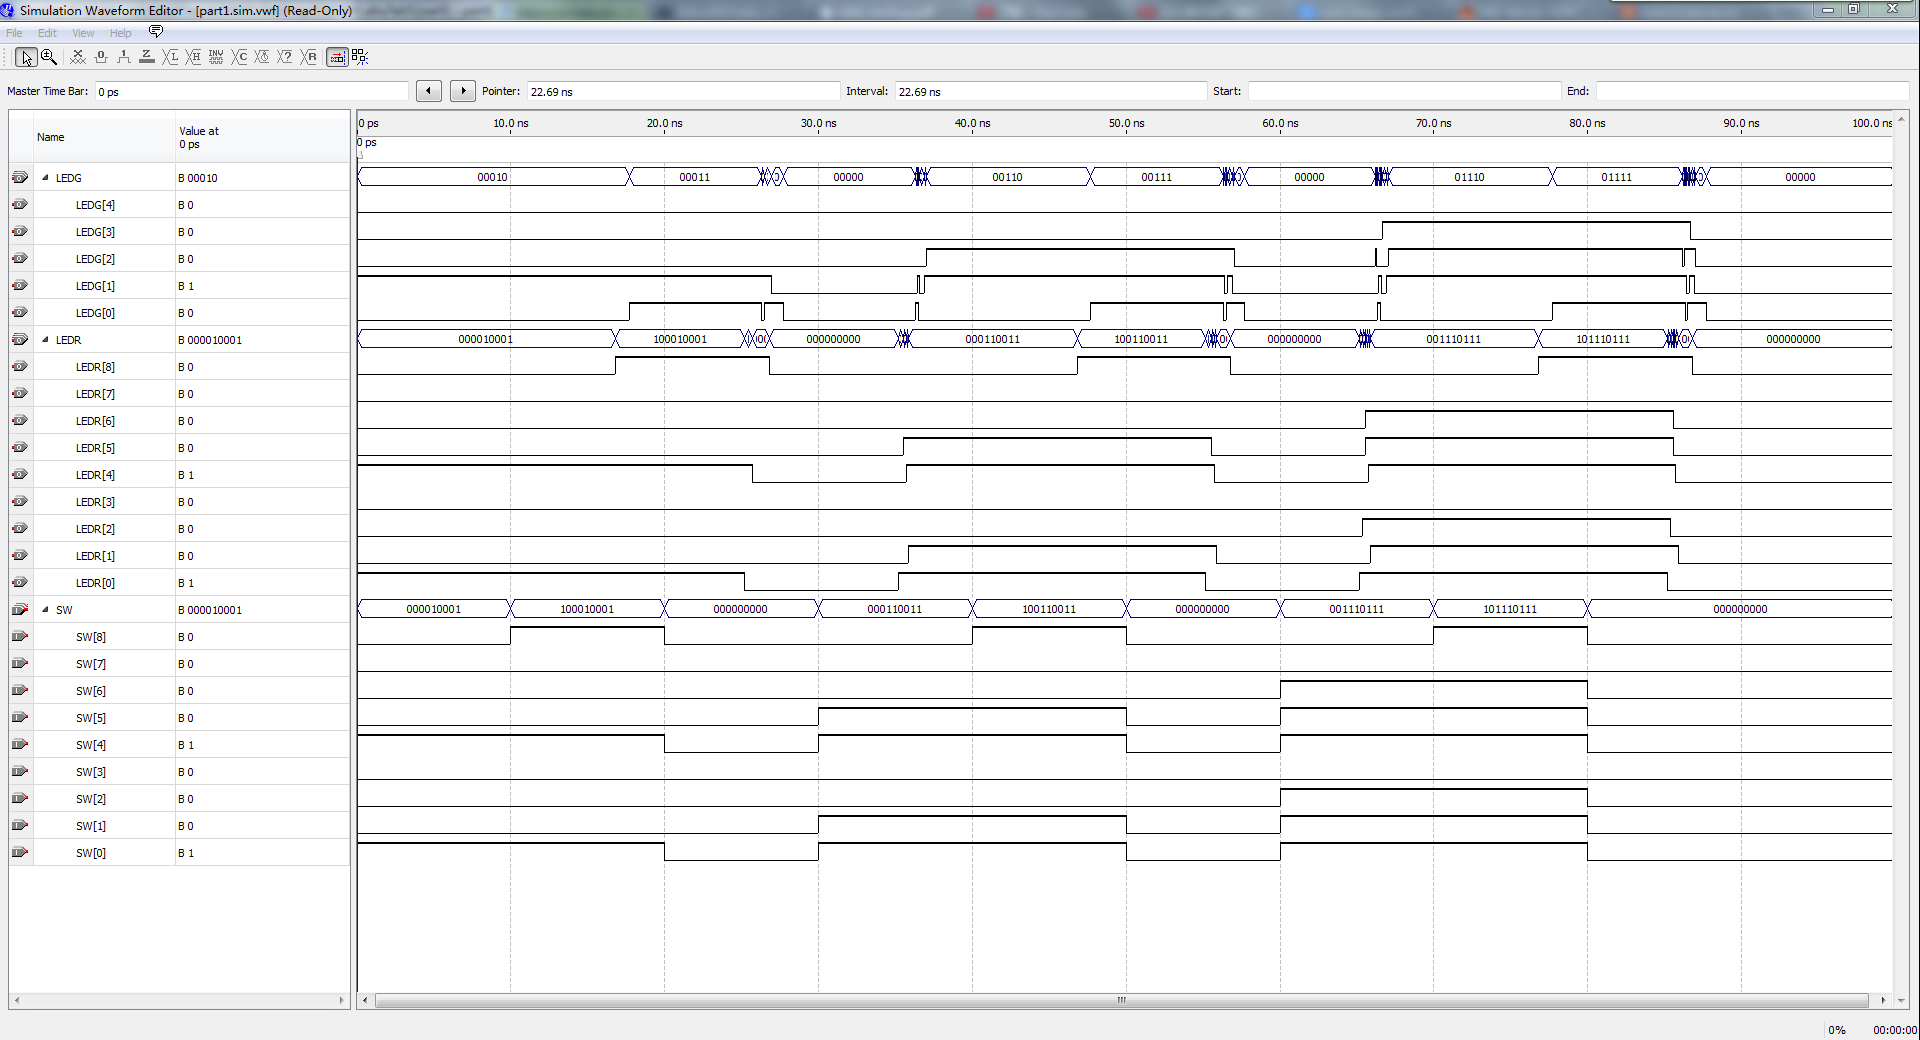 Simulation Waveform Editor - [part1.sim.vwf] (Read-Only)
File Edit View Help
Master Time Bar: 0 ps Pointer: 22.69 ns Interval: 22.69 ns Start: End:
Name Value at 0 ps
0 ps 10.0 ns 20.0 ns 30.0 ns 40.0 ns 50.0 ns 60.0 ns 70.0 ns 80.0 ns 90.0 ns 100.0 ns
0 ps
LEDG B 00010 00010 00011 00000 00110 00111 00000 01110 01111 00000
LEDG[4] B 0
LEDG[3] B 0
LEDG[2] B 0
LEDG[1] B 1
LEDG[0] B 0
LEDR B 000010001 000010001 100010001 000000000 000110011 100110011 000000000 001110111 101110111 000000000
LEDR[8] B 0
LEDR[7] B 0
LEDR[6] B 0
LEDR[5] B 0
LEDR[4] B 1
LEDR[3] B 0
LEDR[2] B 0
LEDR[1] B 0
LEDR[0] B 1
SW B 000010001 000010001 100010001 000000000 000110011 100110011 000000000 001110111 101110111 000000000
SW[8] B 0
SW[7] B 0
SW[6] B 0
SW[5] B 0
SW[4] B 1
SW[3] B 0
SW[2] B 0
SW[1] B 0
SW[0] B 1
0% 00:00:00